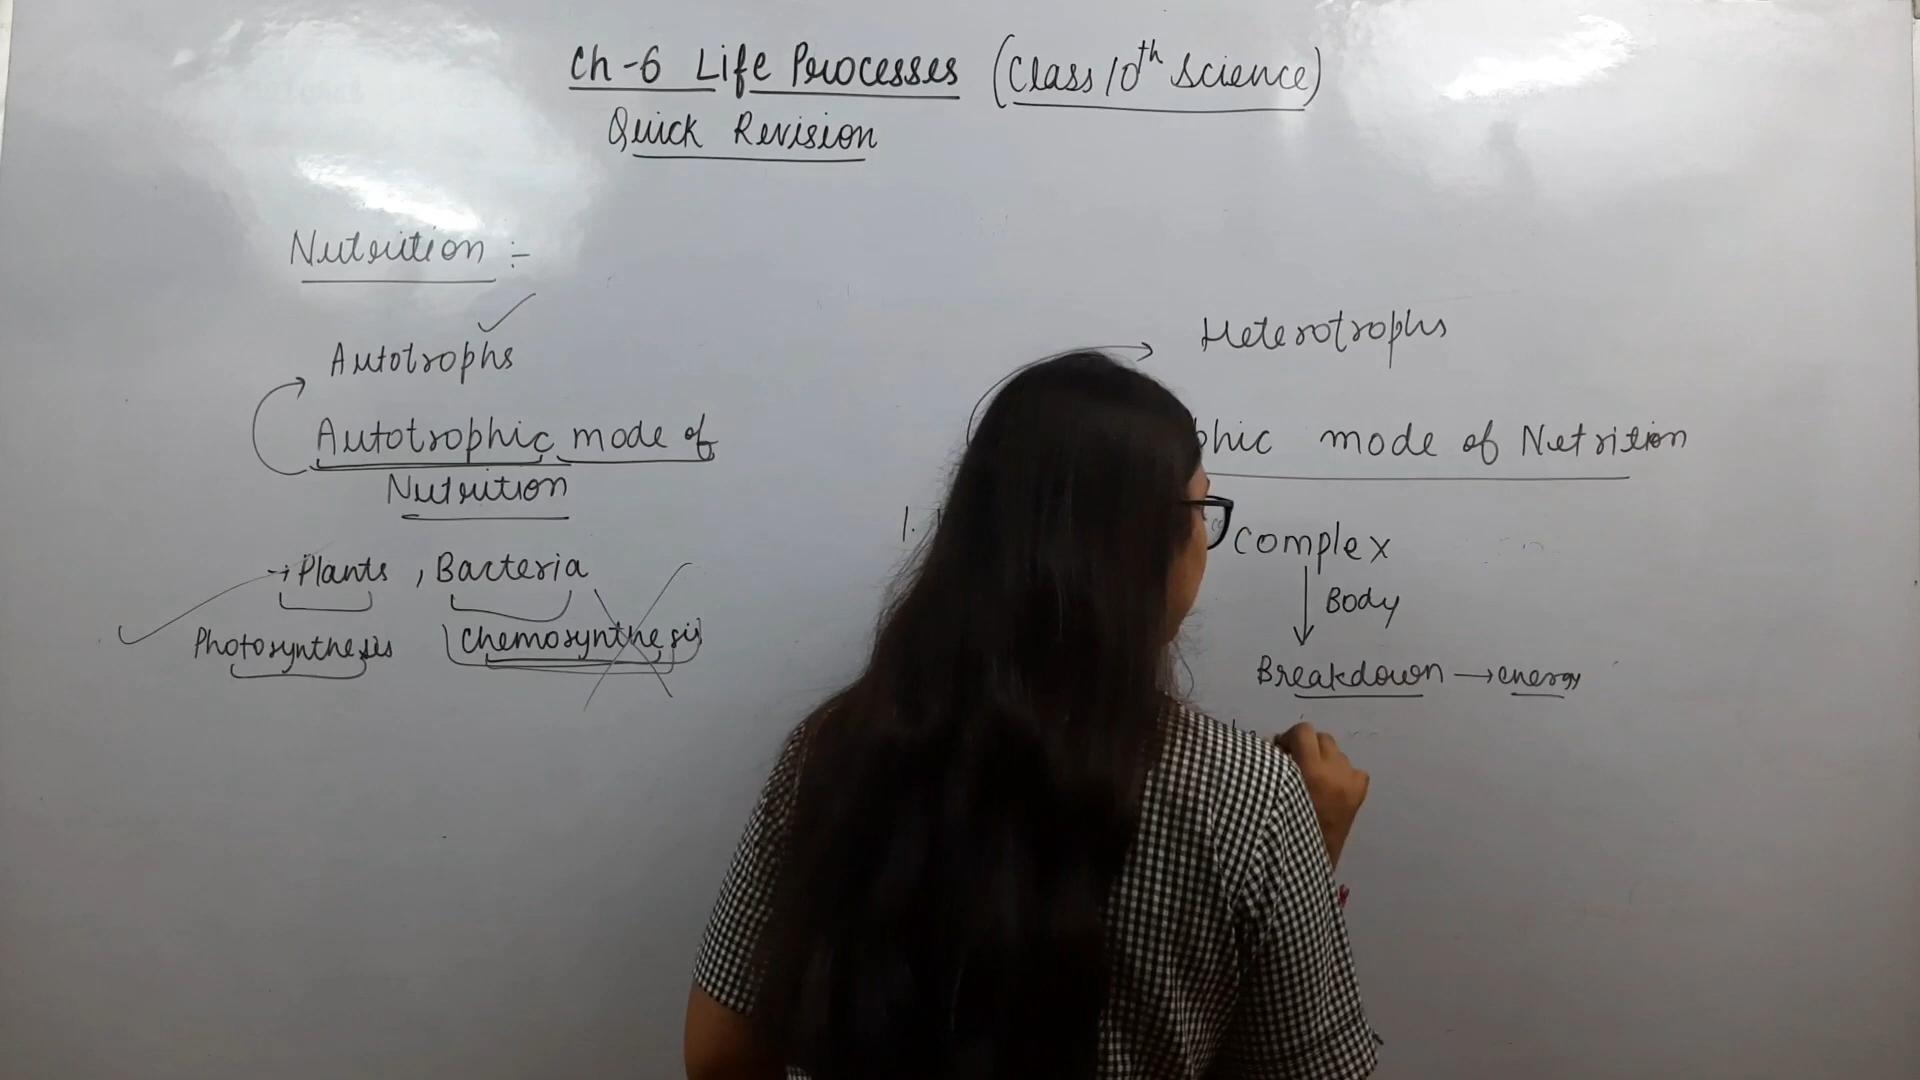 Ch-6 Life Processes (Class 10th Science)
Quick Revision
Nutrition :-
Autotrophs
Autotrophic mode of
Nutrition
→ Plants , Bacteria
Photosynthesis Chemosynthesis
Heterotrophs
phic mode of Nutrition
1.
Complex
Body
Breakdown → energy